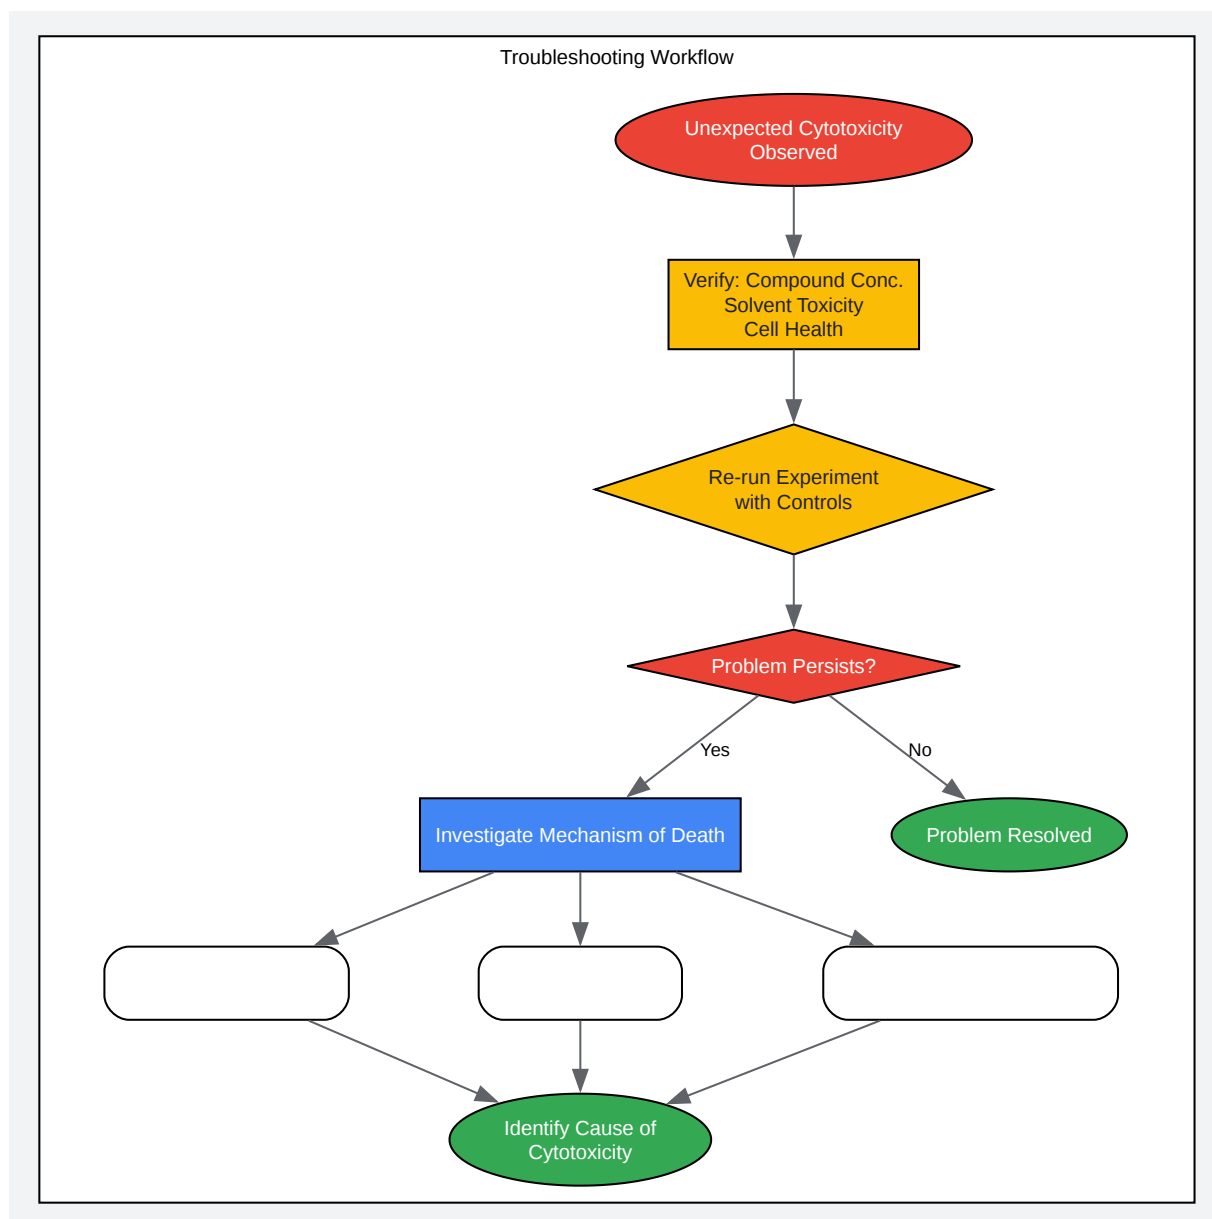 Troubleshooting Workflow
Unexpected Cytotoxicity
Observed
Verify: Compound Conc.
Solvent Toxicity
Cell Health
Re-run Experiment
with Controls
Problem Persists?
Yes
No
Investigate Mechanism of Death
Problem Resolved
Identify Cause of
Cytotoxicity